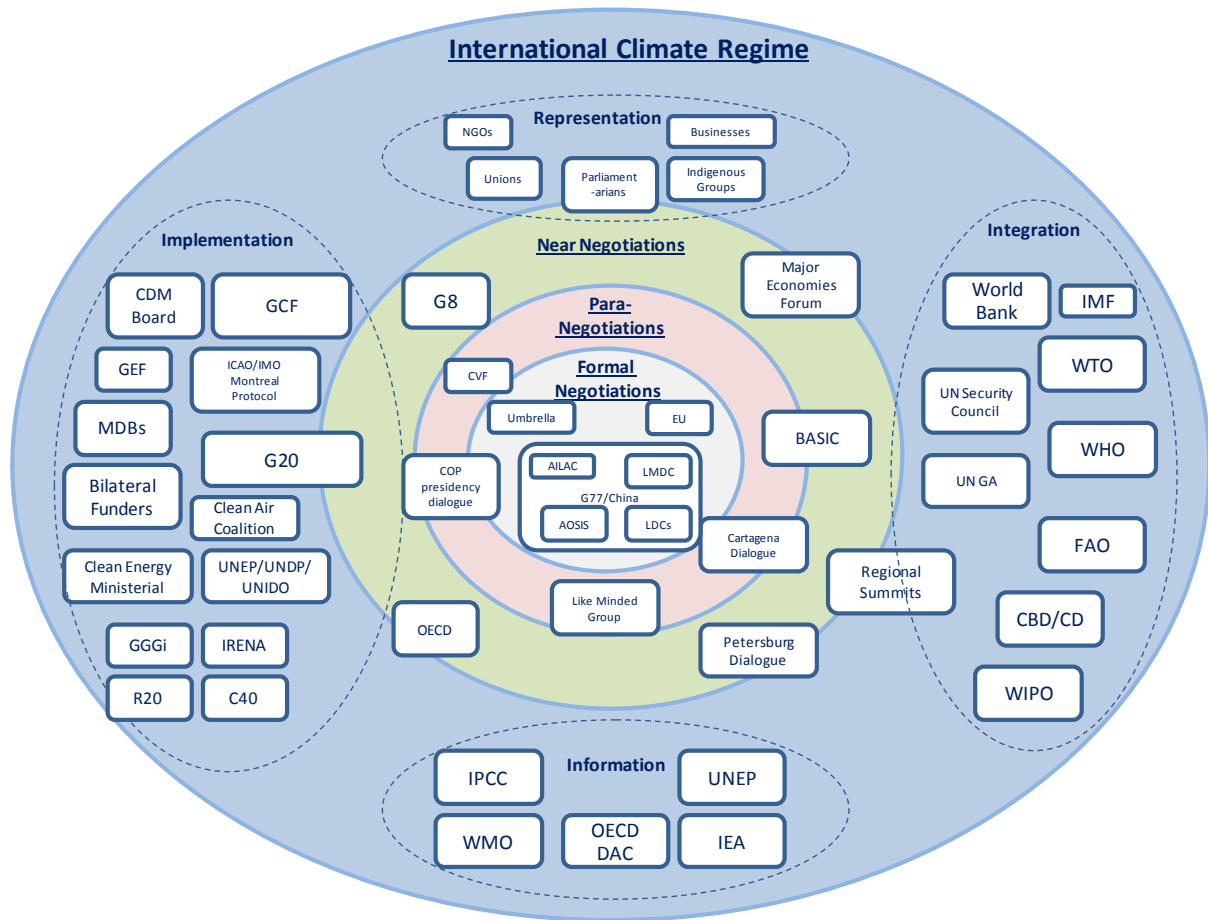 International Climate Regime
Representation
NGOs
Businesses
Unions
Parliament
-arians
Indigenous
Groups
Implementation
CDM
Board
GCF
GEF
ICAO/IMO
Montreal
Protocol
MDBs
G20
Bilateral
Funders
Clean Air
Coalition
Clean Energy
Ministerial
UNEP/UNDP/
UNIDO
GGGi
IRENA
R20
C40
Near Negotiations
G8
Major
Economies
Forum
Para-
Negotiations
CVF
Formal
Negotiations
Umbrella
EU
AILAC
LMDC
G77/China
AOSIS
LDCs
BASIC
COP
presidency
dialogue
Cartagena
Dialogue
Like Minded
Group
OECD
Petersburg
Dialogue
Regional
Summits
Integration
World
Bank
IMF
WTO
UN Security
Council
WHO
UN GA
FAO
CBD/CD
WIPO
Information
IPCC
UNEP
WMO
OECD
DAC
IEA